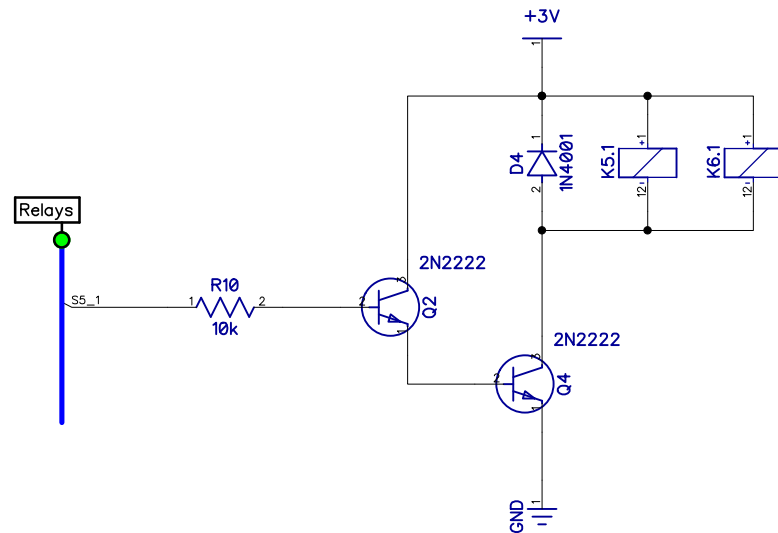 +3V
1
1
D4
1N4001
2
+1
K5.1
12-
+1
K6.1
12-
Relays
S5_1
1
R10
2
10k
2N2222
3
2
Q2
1
2N2222
3
2
Q4
1
1
GND